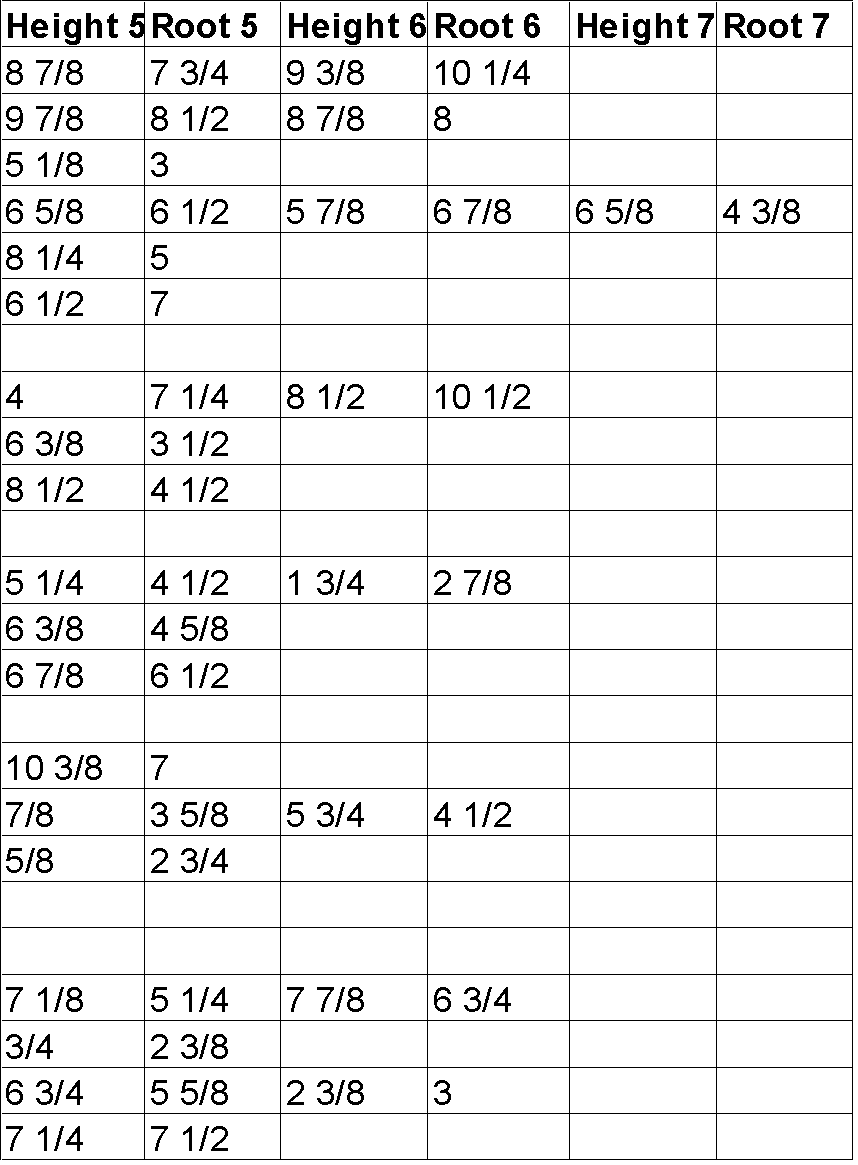 Height 5 Root 5 Height 6 Root 6 Height 7 Root 7
8 7/8 7 3/4 9 3/8 10 1/4
9 7/8 8 1/2 8 7/8 8
5 1/8 3
6 5/8 6 1/2 5 7/8 6 7/8 6 5/8 4 3/8
8 1/4 5
6 1/2 7
4 7 1/4 8 1/2 10 1/2
6 3/8 3 1/2
8 1/2 4 1/2
5 1/4 4 1/2 1 3/4 2 7/8
6 3/8 4 5/8
6 7/8 6 1/2
10 3/8 7
7/8 3 5/8 5 3/4 4 1/2
5/8 2 3/4
7 1/8 5 1/4 7 7/8 6 3/4
3/4 2 3/8
6 3/4 5 5/8 2 3/8 3
7 1/4 7 1/2